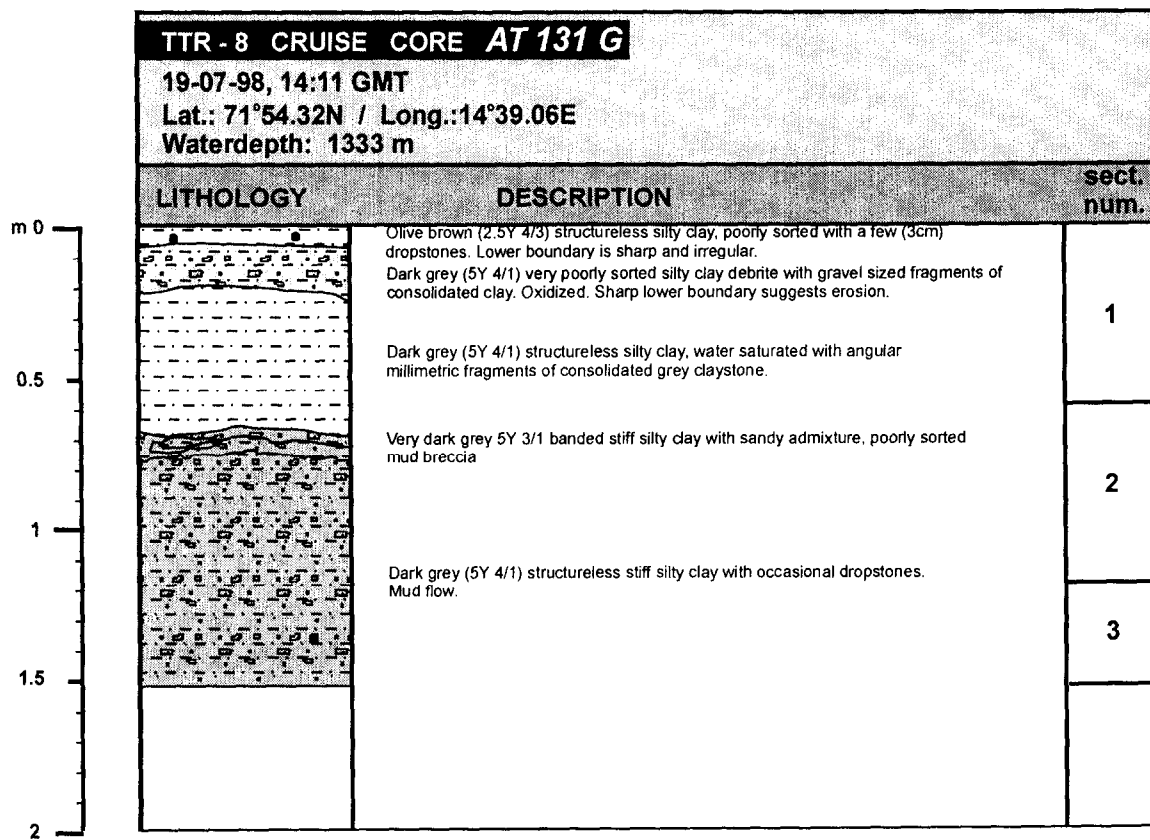 TTR - 8 CRUISE CORE AT 131 G
19-07-98, 14:11 GMT
Lat.: 71°54.32N / Long.:14°39.06E
Waterdepth: 1333 m
LITHOLOGY
DESCRIPTION
sect.
num.
m 0
Olive brown (2.5Y 4/3) structureless silty clay, poorly sorted with a few (3cm)
dropstones. Lower boundary is sharp and irregular.
Dark grey (5Y 4/1) very poorly sorted silty clay debrite with gravel sized fragments of
consolidated clay. Oxidized. Sharp lower boundary suggests erosion.
1
Dark grey (5Y 4/1) structureless silty clay, water saturated with angular
millimetric fragments of consolidated grey claystone.
0.5
Very dark grey 5Y 3/1 banded stiff silty clay with sandy admixture, poorly sorted
mud breccia
2
1
Dark grey (5Y 4/1) structureless stiff silty clay with occasional dropstones.
Mud flow.
3
1.5
2